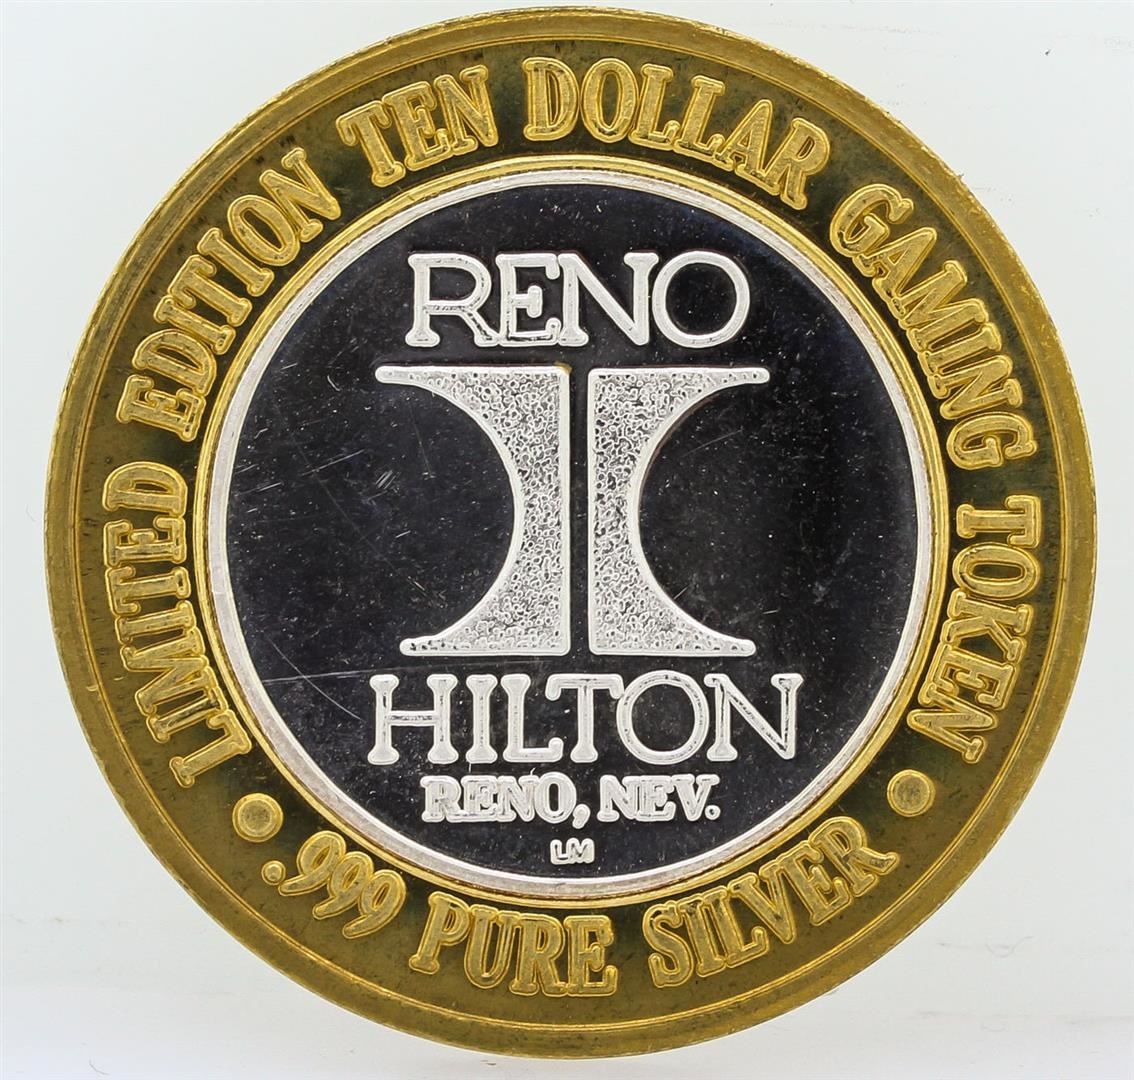 LIMITED EDITION TEN DOLLAR GAMING TOKEN
RENO
HILTON
RENO, NEV.
LM
• .999 PURE SILVER •